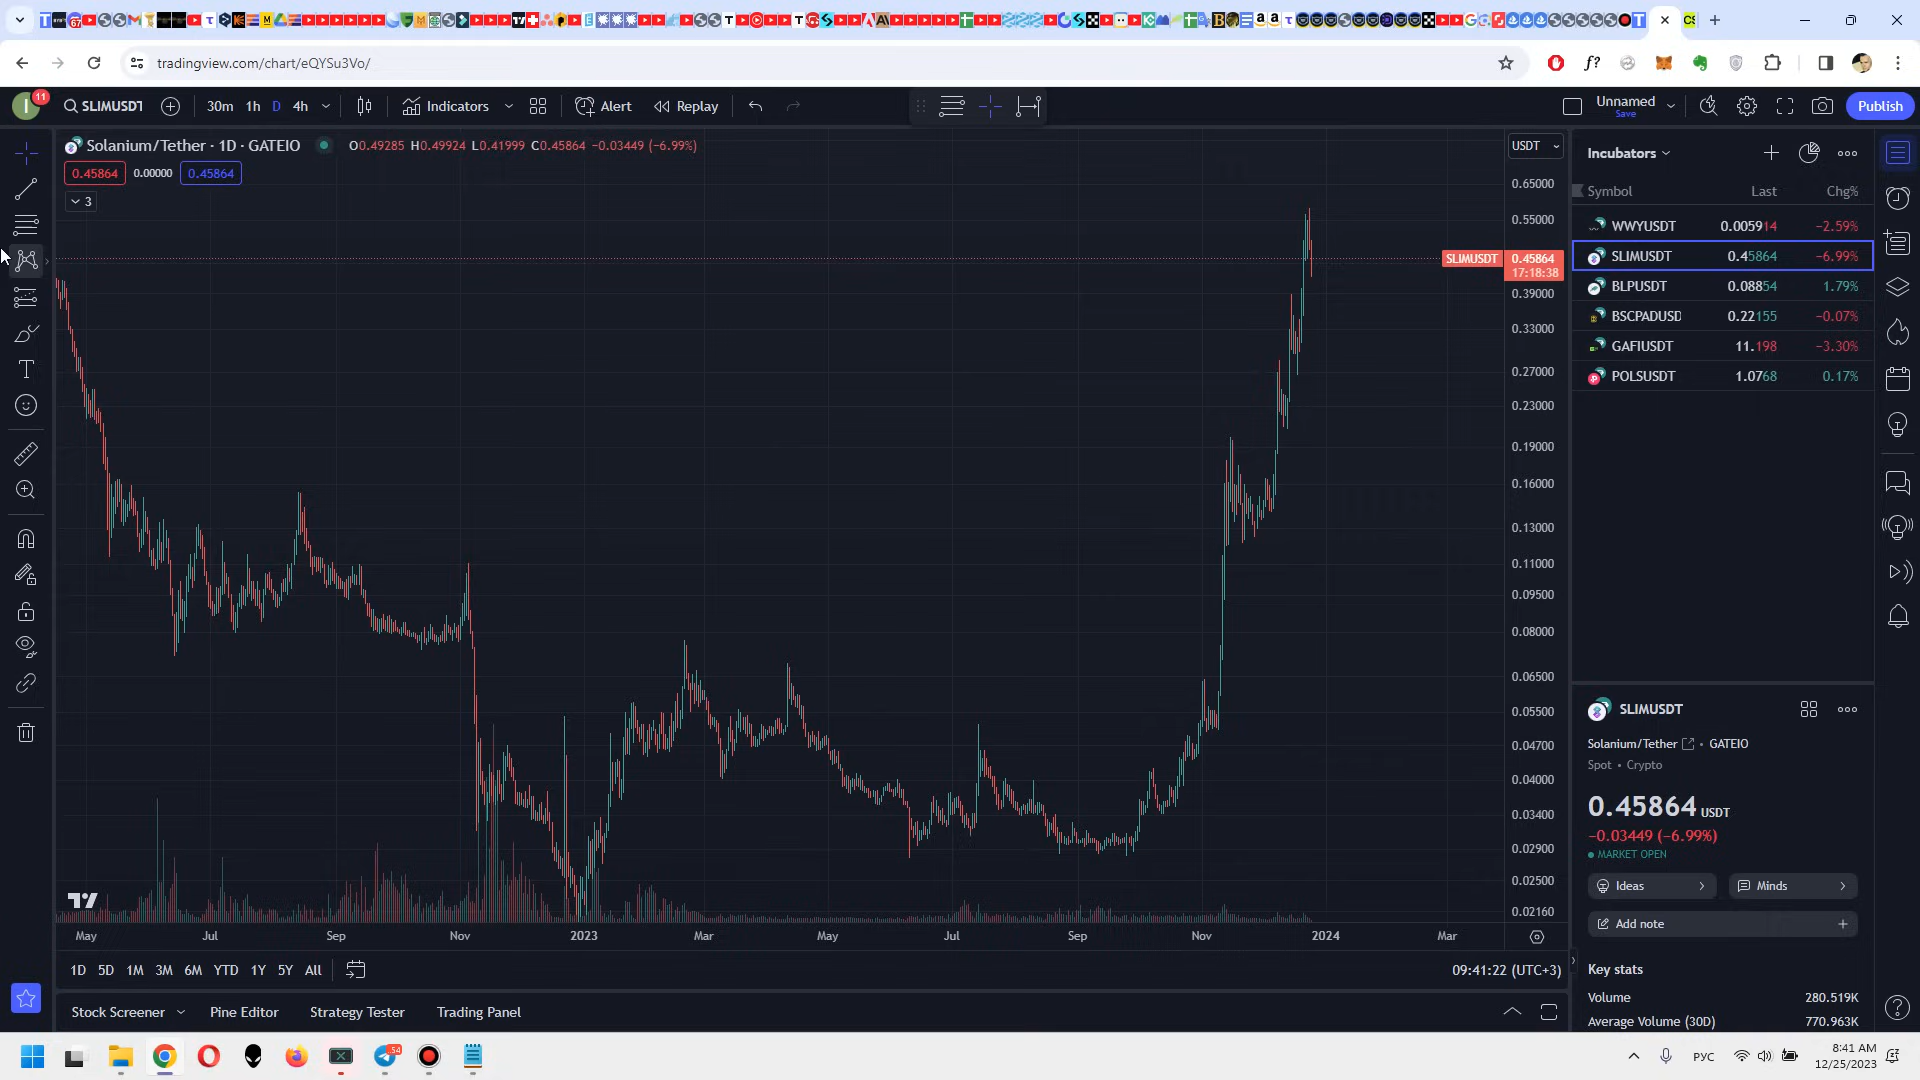 tradingview.com/chart/eQYSu3Vo/
I
11
SLIMUSDT
30m 1h D 4h
Indicators
Alert
Replay
Unnamed
Save
Publish
Solanium/Tether · 1D · GATEIO
O0.49285 H0.49924 L0.41999 C0.45864 −0.03449 (−6.99%)
0.45864 0.00000 0.45864
3
USDT
0.65000
0.55000
SLIMUSDT 0.45864
17:18:38
0.39000
0.33000
0.27000
0.23000
0.19000
0.16000
0.13000
0.11000
0.09500
0.08000
0.06500
0.05500
0.04700
0.04000
0.03400
0.02900
0.02500
0.02160
May Jul Sep Nov 2023 Mar May Jul Sep Nov 2024 Mar
1D 5D 1M 3M 6M YTD 1Y 5Y All
09:41:22 (UTC+3)
Stock Screener Pine Editor Strategy Tester Trading Panel
Incubators
Symbol Last Chg%
WWYUSDT 0.005914 −2.59%
SLIMUSDT 0.45864 −6.99%
BLPUSDT 0.08854 1.79%
BSCPADUSD 0.22155 −0.07%
GAFIUSDT 11.198 −3.30%
POLSUSDT 1.0768 0.17%
SLIMUSDT
Solanium/Tether • GATEIO
Spot • Crypto
0.45864 USDT
−0.03449 (−6.99%)
MARKET OPEN
Ideas
Minds
Add note
Key stats
Volume 280.519K
Average Volume (30D) 770.963K
54
РУС
8:41 AM
12/25/2023